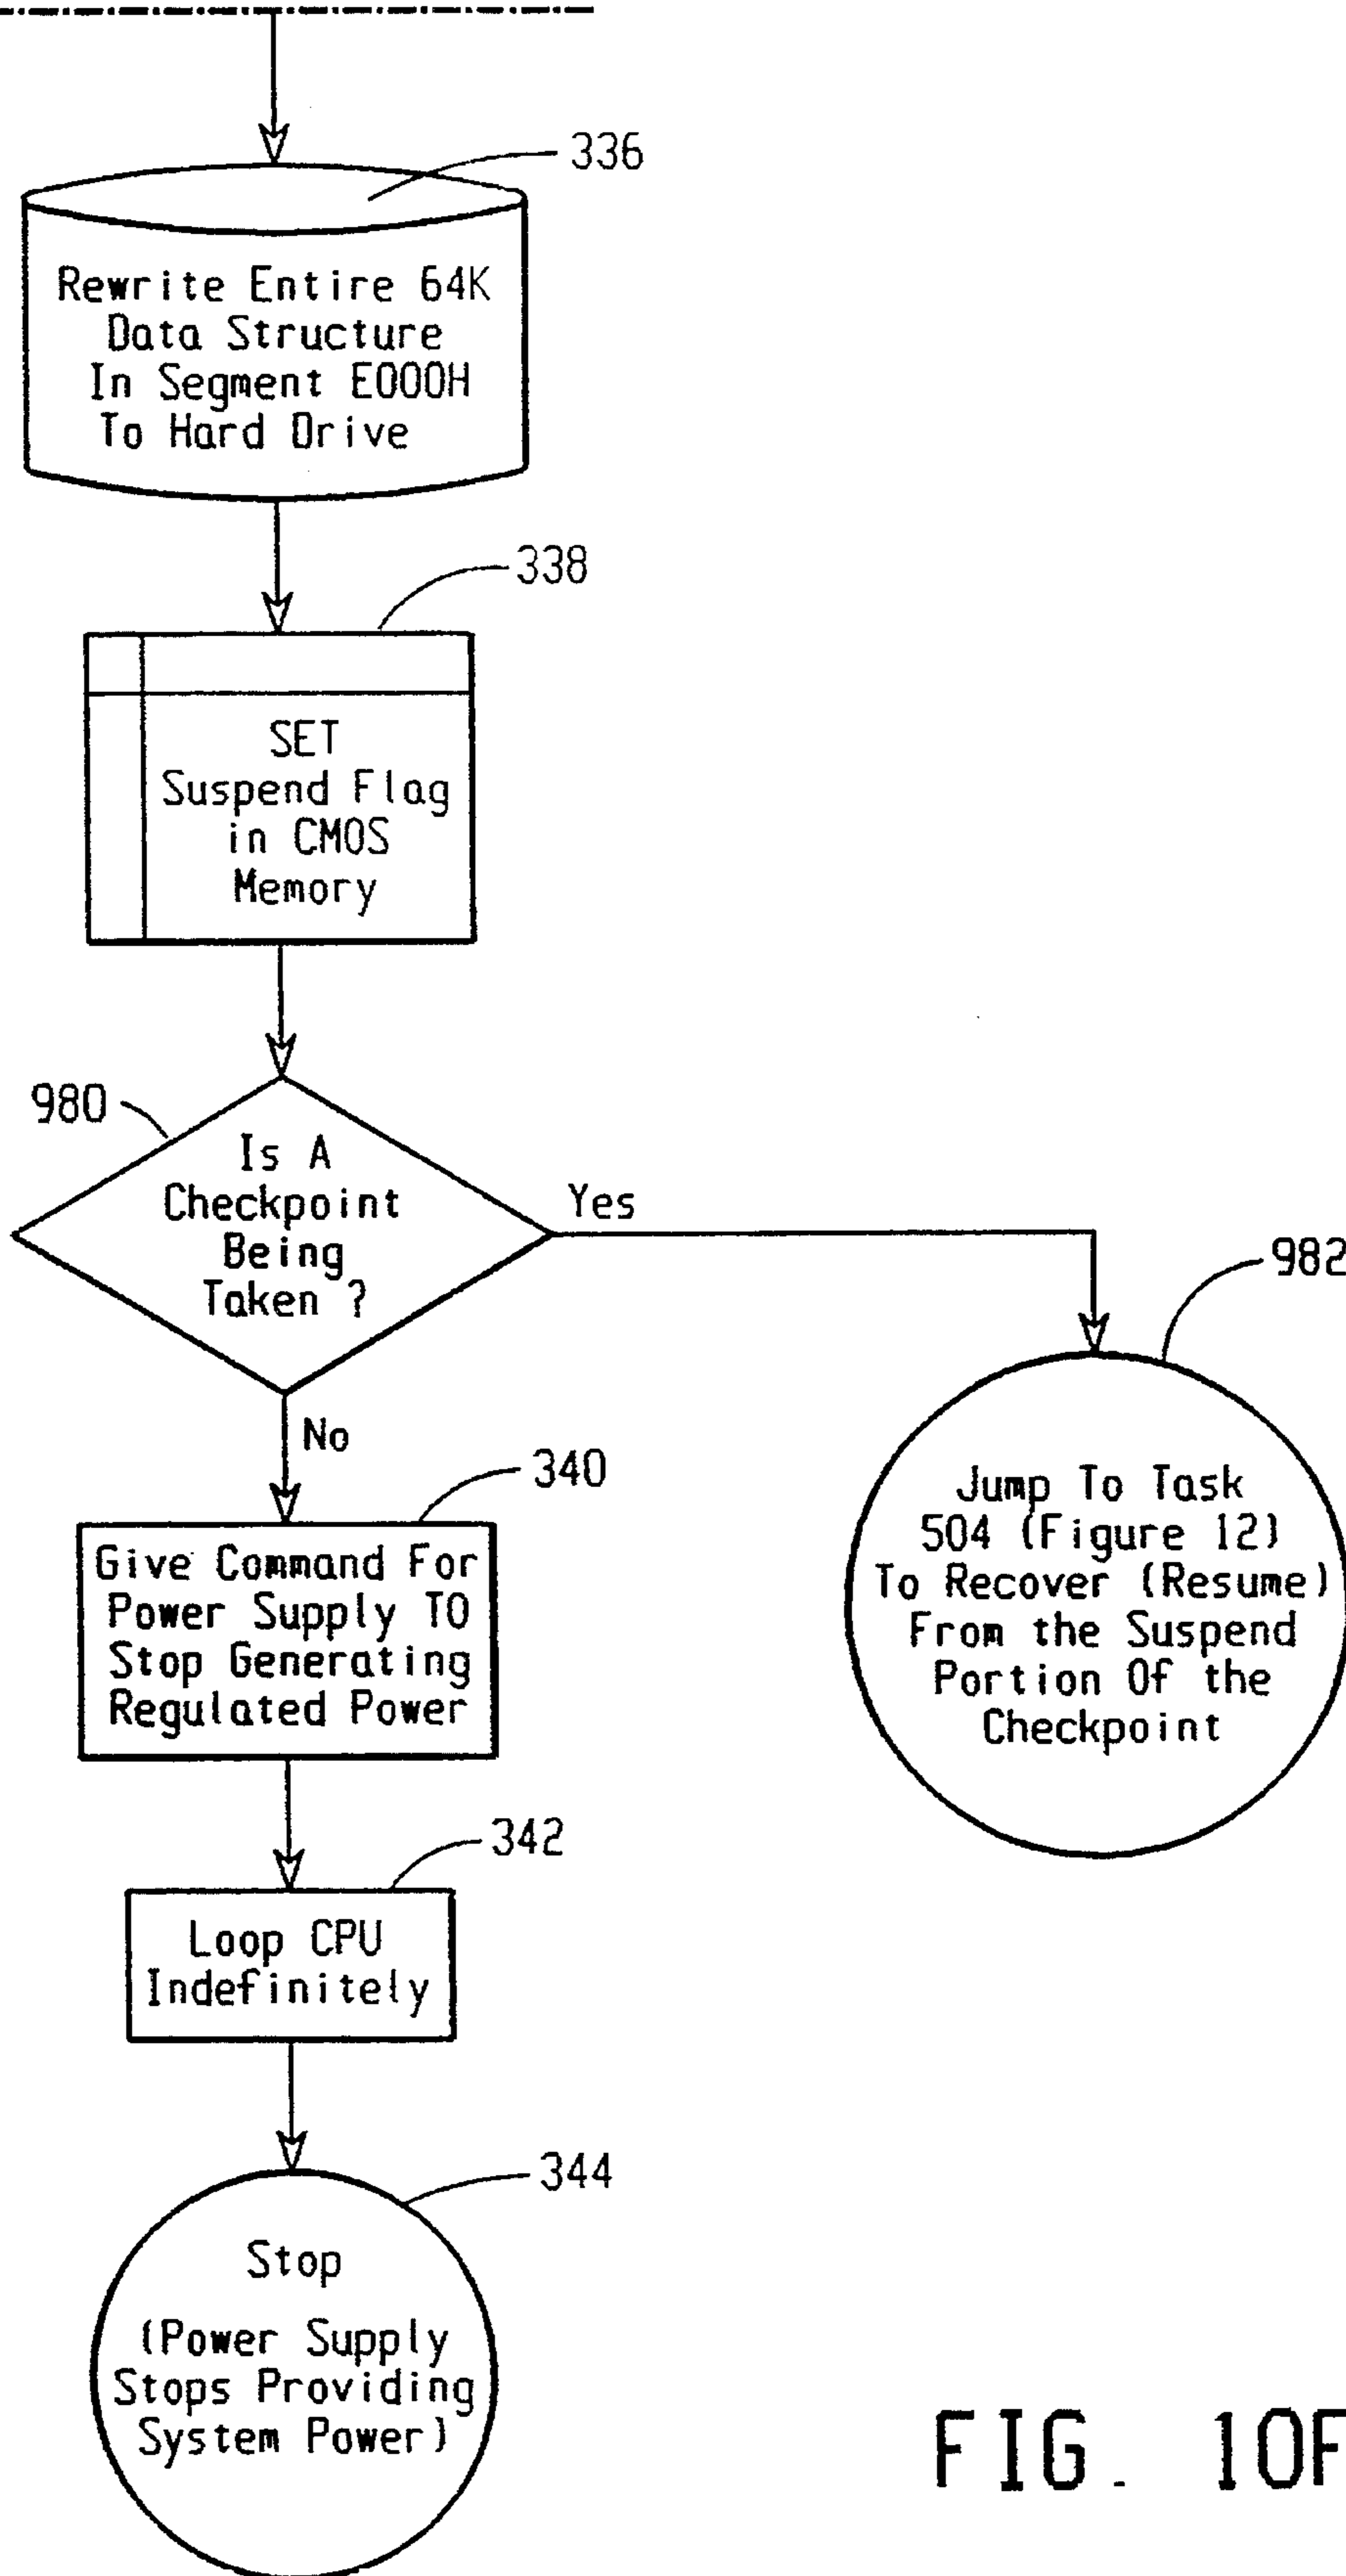 336
Rewrite Entire 64K
Data Structure
In Segment E000H
To Hard Drive
338
SET
Suspend Flag
in CMOS
Memory
980
Is A
Checkpoint
Being
Taken ?
Yes
982
No
340
Give Command For
Power Supply TO
Stop Generating
Regulated Power
Jump To Task
504 (Figure 12)
To Recover (Resume)
From the Suspend
Portion Of the
Checkpoint
342
Loop CPU
Indefinitely
344
Stop
(Power Supply
Stops Providing
System Power)
FIG. 10F